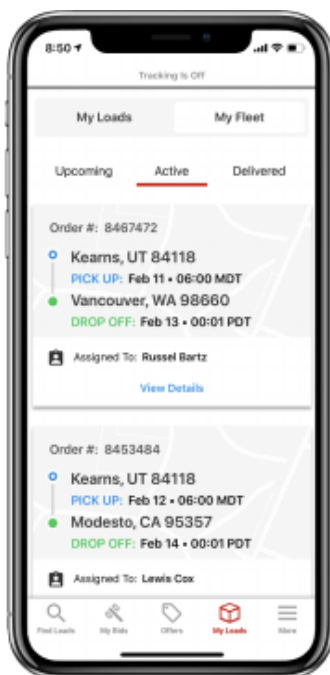 8:50
Tracking Is Off
My Loads
My Fleet
Upcoming
Active
Delivered
Order #: 8467472
Kearns, UT 84118
PICK UP: Feb 11 • 06:00 MDT
Vancouver, WA 98660
DROP OFF: Feb 13 • 00:01 PDT
Assigned To: Russel Bartz
View Details
Order #: 8453484
Kearns, UT 84118
PICK UP: Feb 12 • 06:00 MDT
Modesto, CA 95357
DROP OFF: Feb 14 • 00:01 PDT
Assigned To: Lewis Cox
Find Loads
My Bids
Offers
My Loads
More